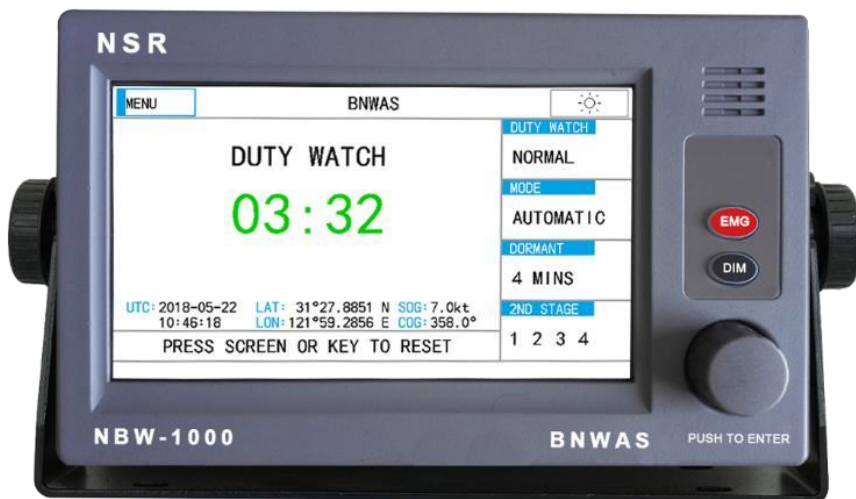 NSR
MENU BNWAS
DUTY WATCH
03:32
UTC: 2018-05-22 LAT: 31°27.8851 N SOG: 7.0kt
10:46:18 LON: 121°59.2856 E COG: 358.0°
PRESS SCREEN OR KEY TO RESET
DUTY WATCH
NORMAL
MODE
AUTOMATIC
DORMANT
4 MINS
2ND STAGE
1 2 3 4
EMG
DIM
NBW-1000
BNWAS
PUSH TO ENTER